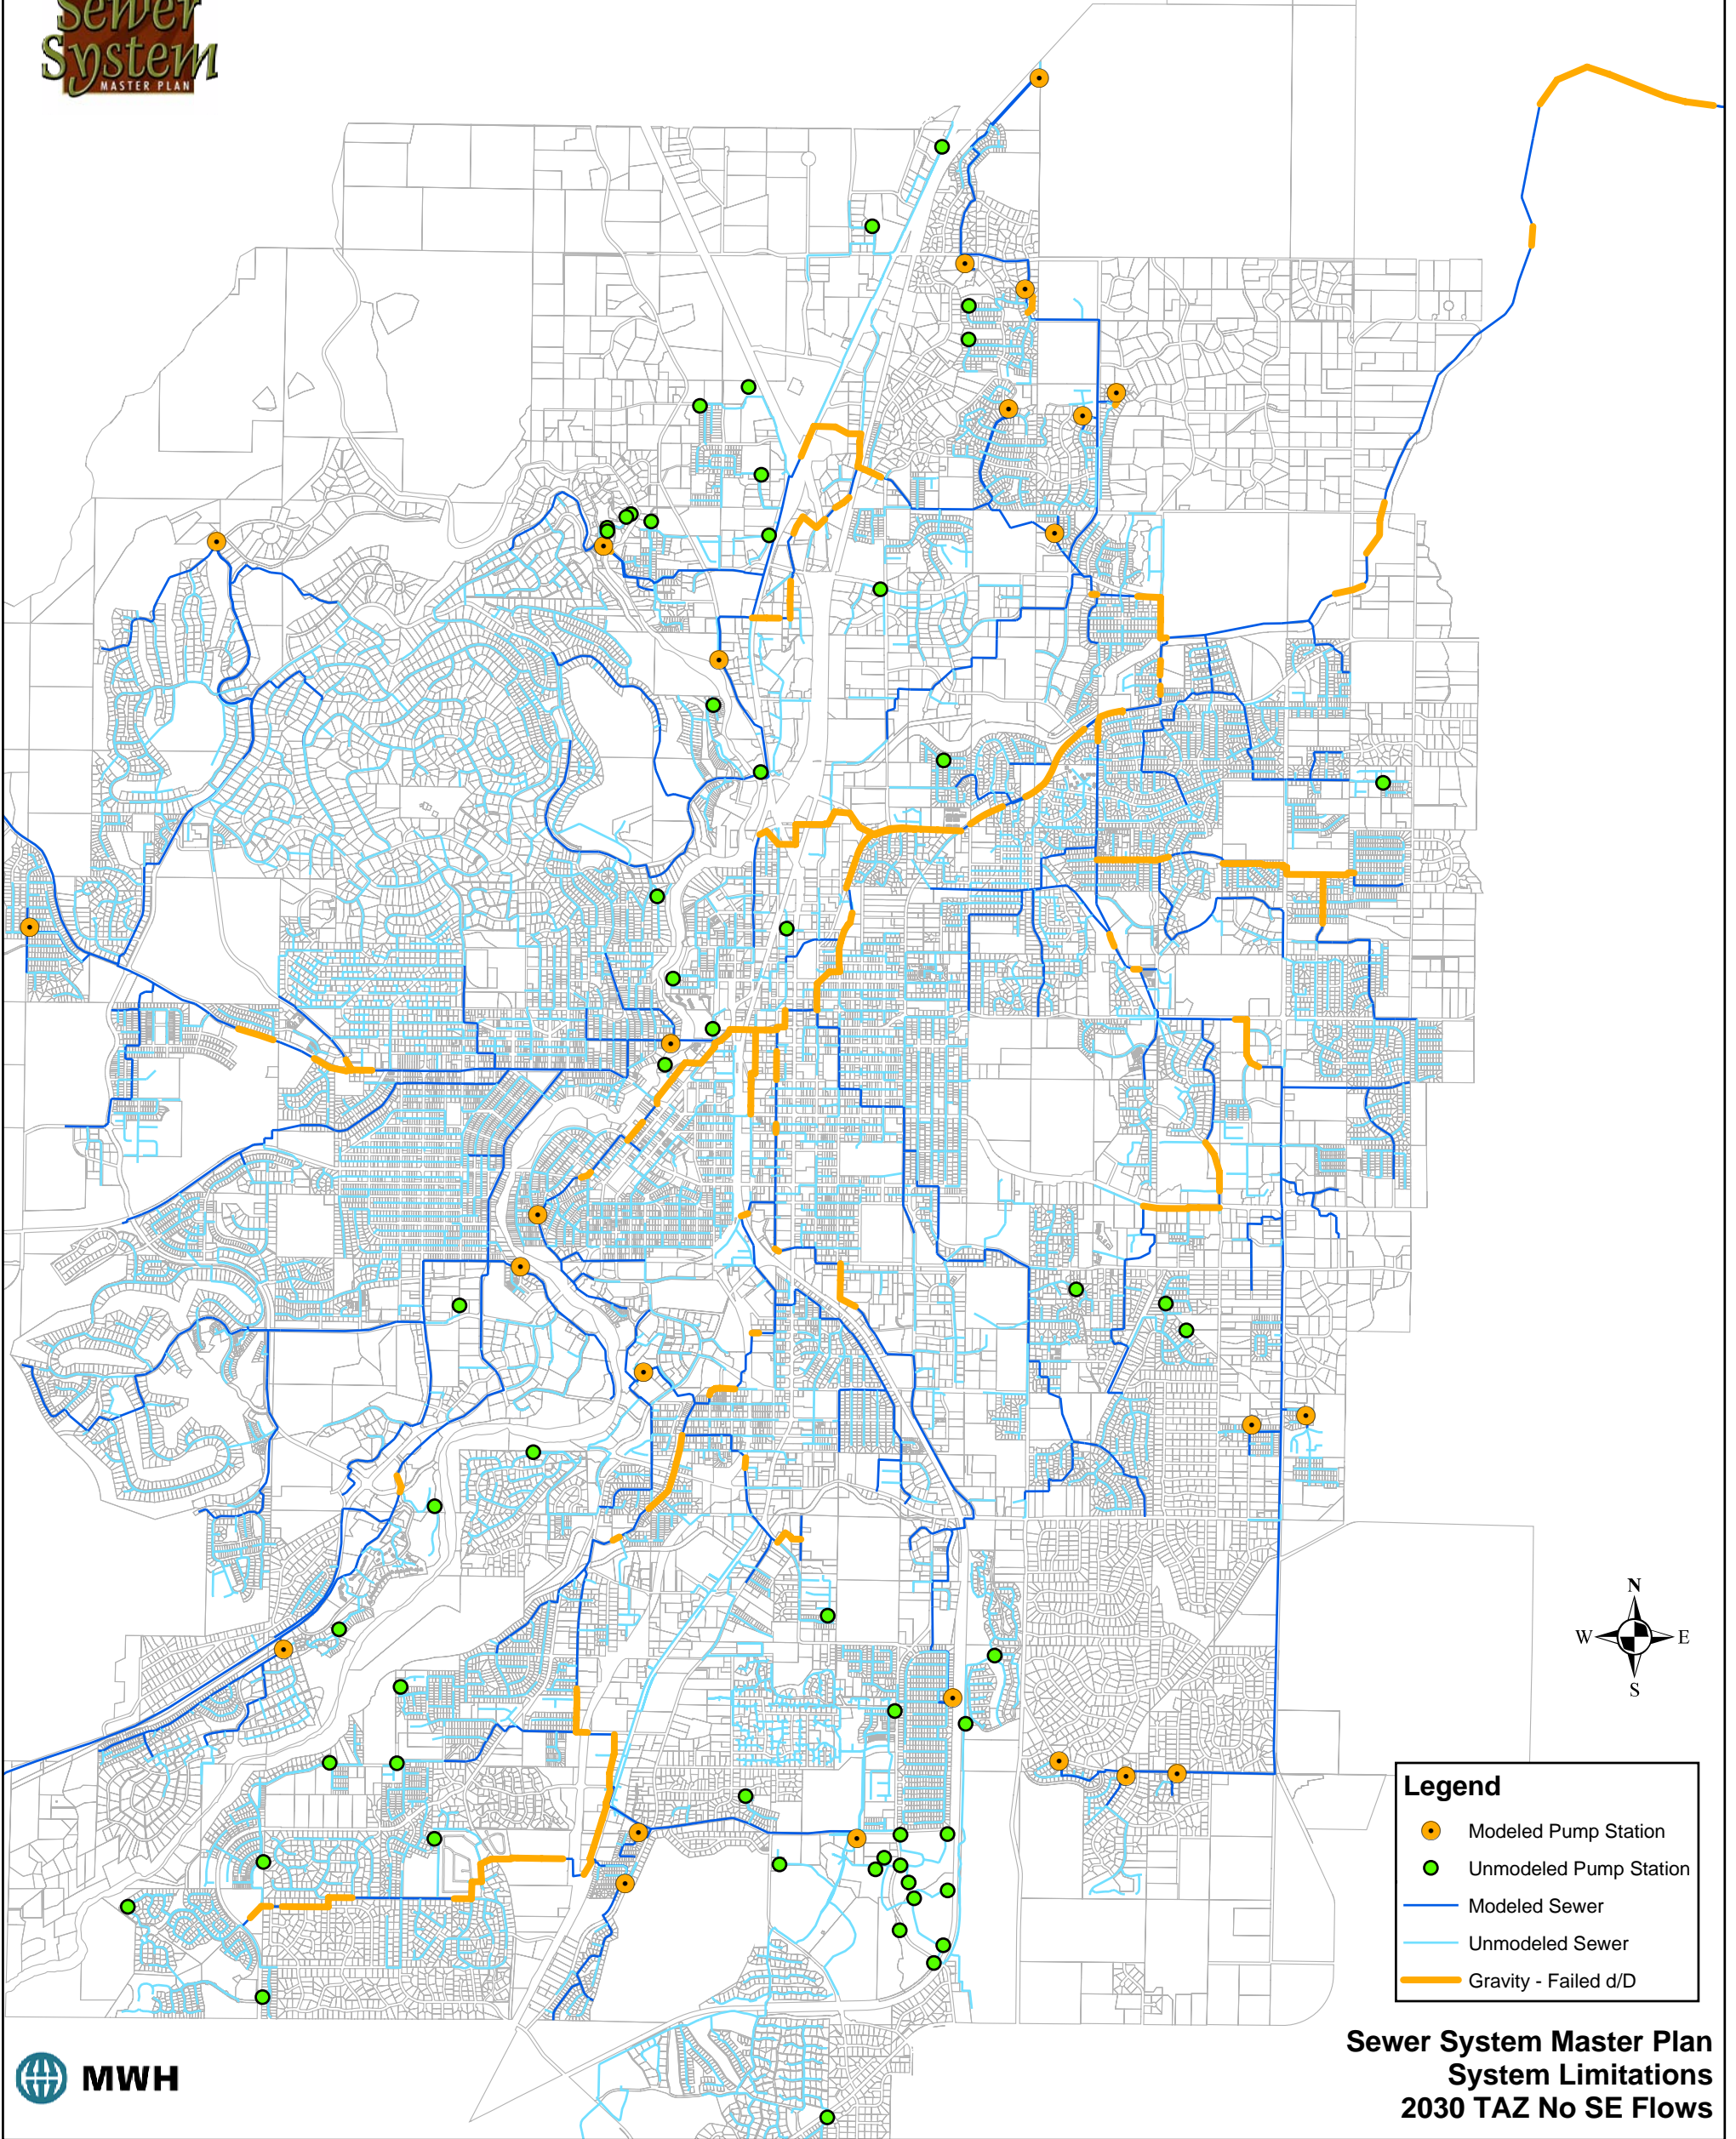 Sewer
System
MASTER PLAN
N
W E
S
Legend
Modeled Pump Station
Unmodeled Pump Station
Modeled Sewer
Unmodeled Sewer
Gravity - Failed d/D
Sewer System Master Plan
System Limitations
2030 TAZ No SE Flows
MWH